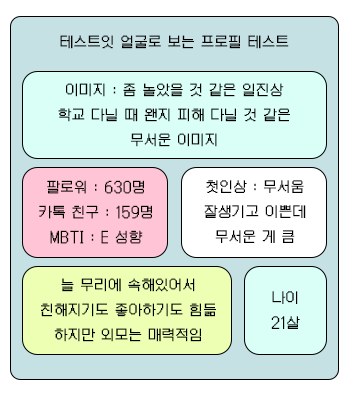 테스트잇 얼굴로 보는 프로필 테스트
이미지 : 좀 놀았을 것 같은 일진상
학교 다닐 때 왠지 피해 다닐 것 같은
무서운 이미지
팔로워 : 630명
카톡 친구 : 159명
MBTI : E 성향
첫인상 : 무서움
잘생기고 이쁜데
무서운 게 큼
늘 무리에 속해있어서
친해지기도 좋아하기도 힘듦
하지만 외모는 매력적임
나이
21살